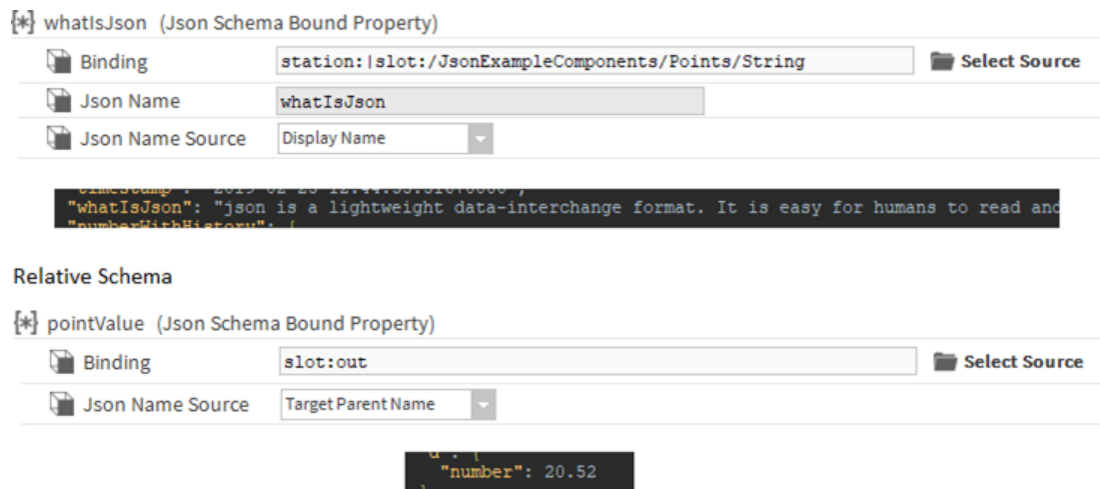 whatIsJson (Json Schema Bound Property)
Binding station:|slot:/JsonExampleComponents/Points/String Select Source
Json Name whatIsJson
Json Name Source Display Name
"whatIsJson": "json is a lightweight data-interchange format. It is easy for humans to read and
"numberWithHistory": {
Relative Schema
pointValue (Json Schema Bound Property)
Binding slot:out Select Source
Json Name Source Target Parent Name
"number": 20.52